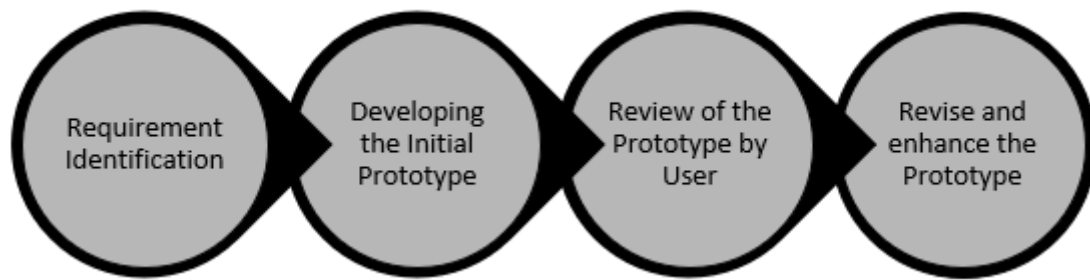 Requirement
Identification
Developing
the Initial
Prototype
Review of the
Prototype by
User
Revise and
enhance the
Prototype